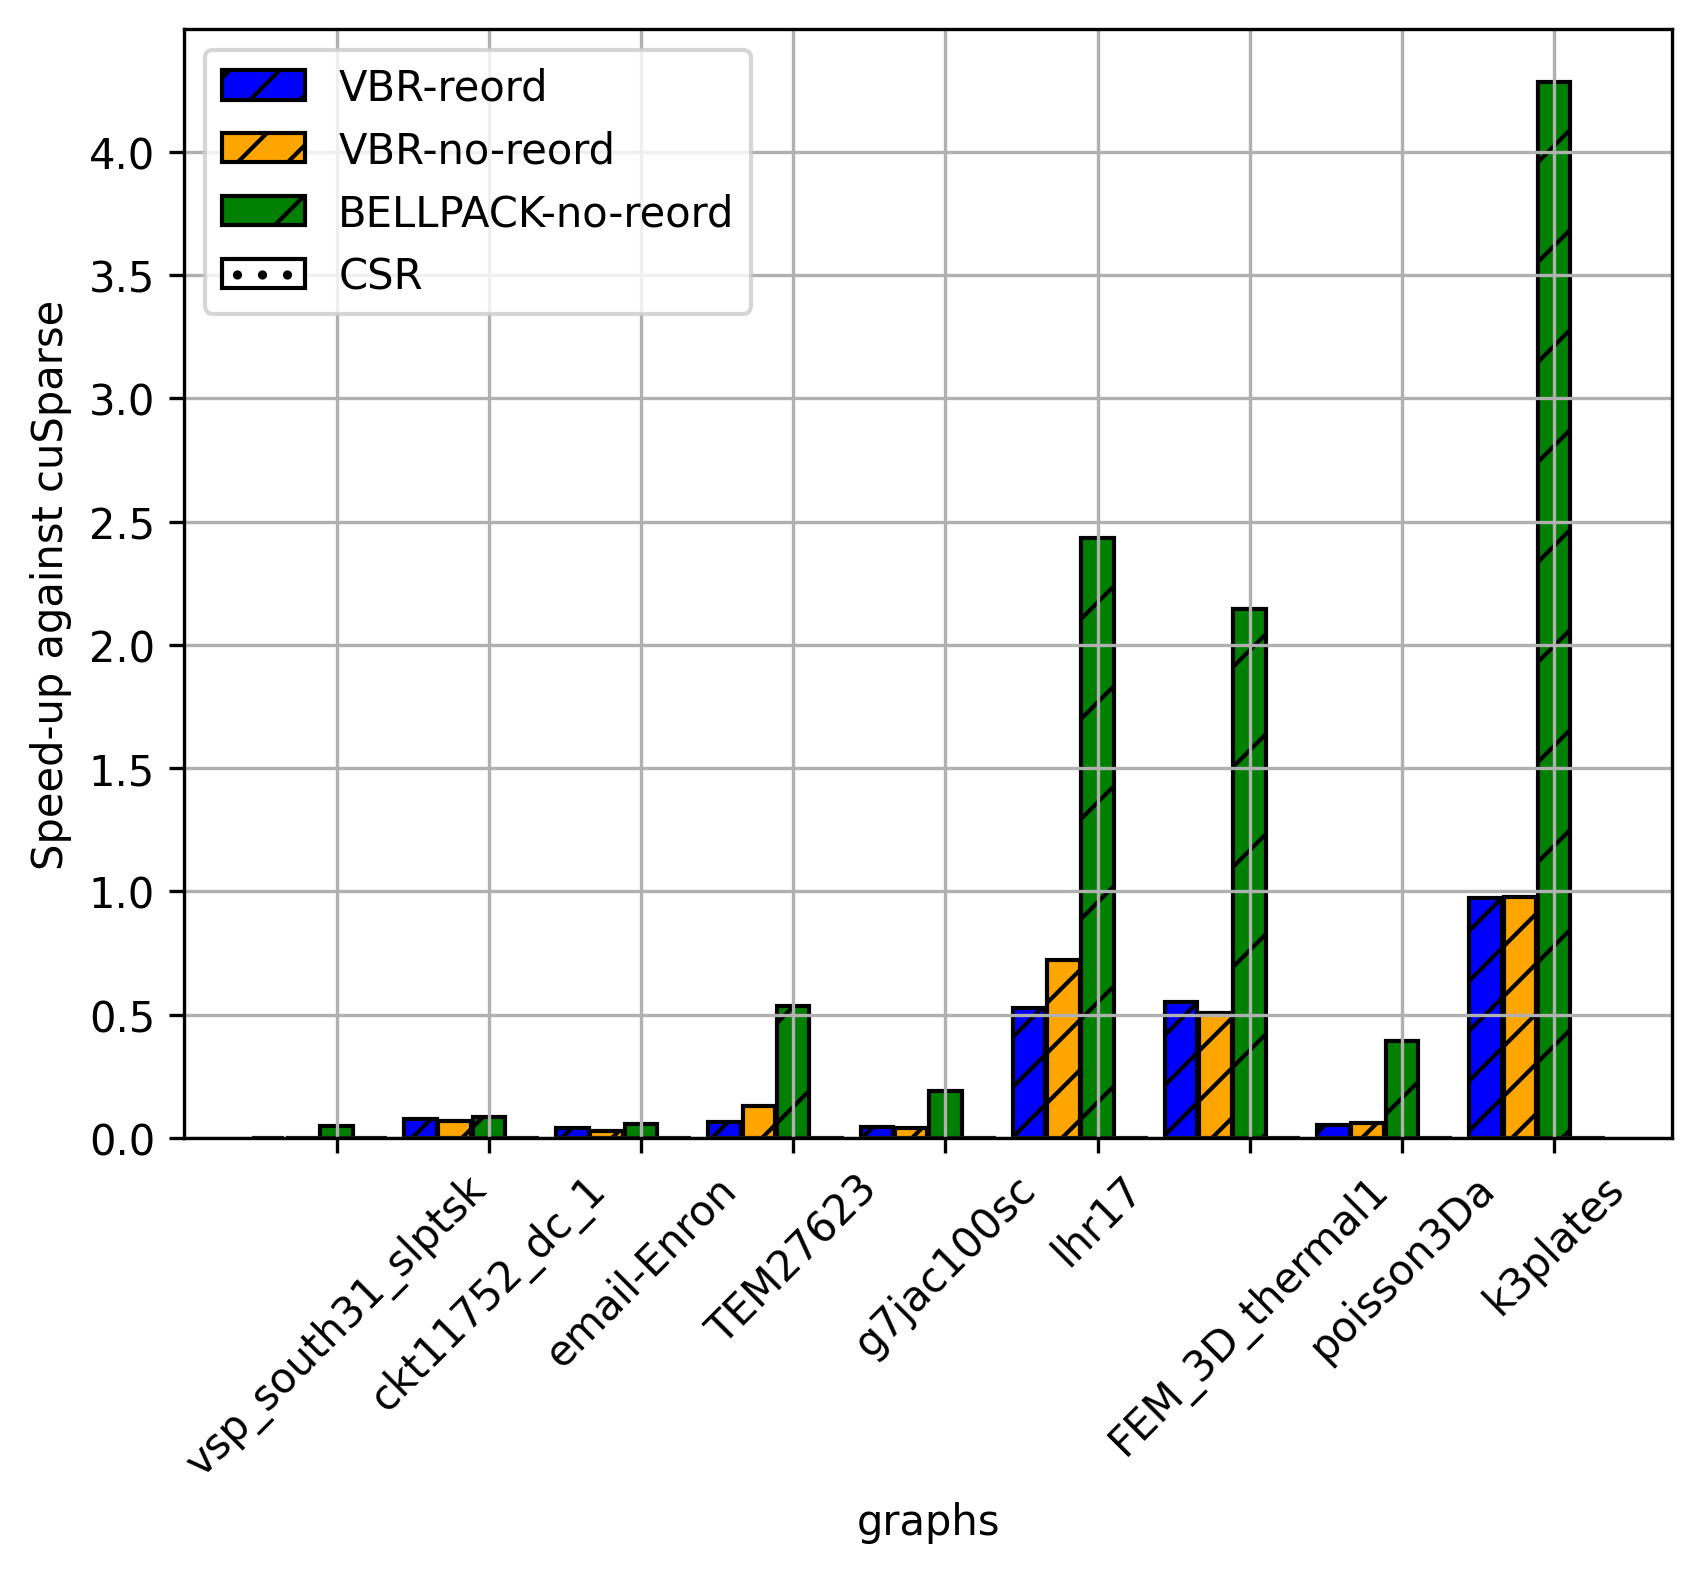 VBR-reord
VBR-no-reord
BELLPACK-no-reord
CSR
Speed-up against cuSparse
4.0
3.5
3.0
2.5
2.0
1.5
1.0
0.5
0.0
vsp_south31_slptsk
ckt11752_dc_1
email-Enron
TEM27623
g7jac100sc
lhr17
FEM_3D_thermal1
poisson3Da
k3plates
graphs